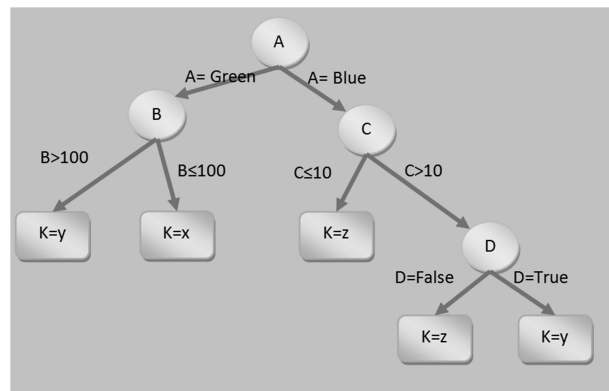 A
A= Green
A= Blue
B
C
B>100
B≤100
C≤10
C>10
K=y
K=x
K=z
D
D=False
D=True
K=z
K=y